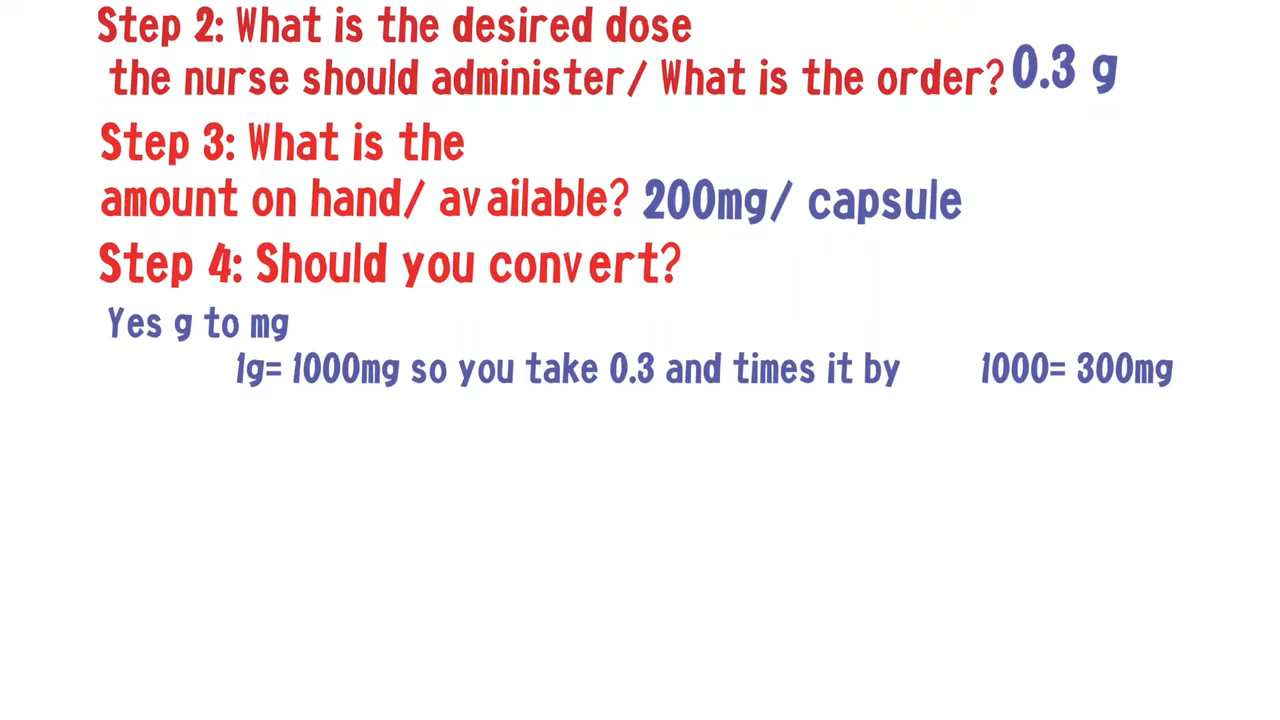 Step 2: What is the desired dose
the nurse should administer/ What is the order? 0.3 g
Step 3: What is the
amount on hand/ available? 200mg/ capsule
Step 4: Should you convert?
Yes g to mg
1g= 1000mg so you take 0.3 and times it by 1000= 300mg